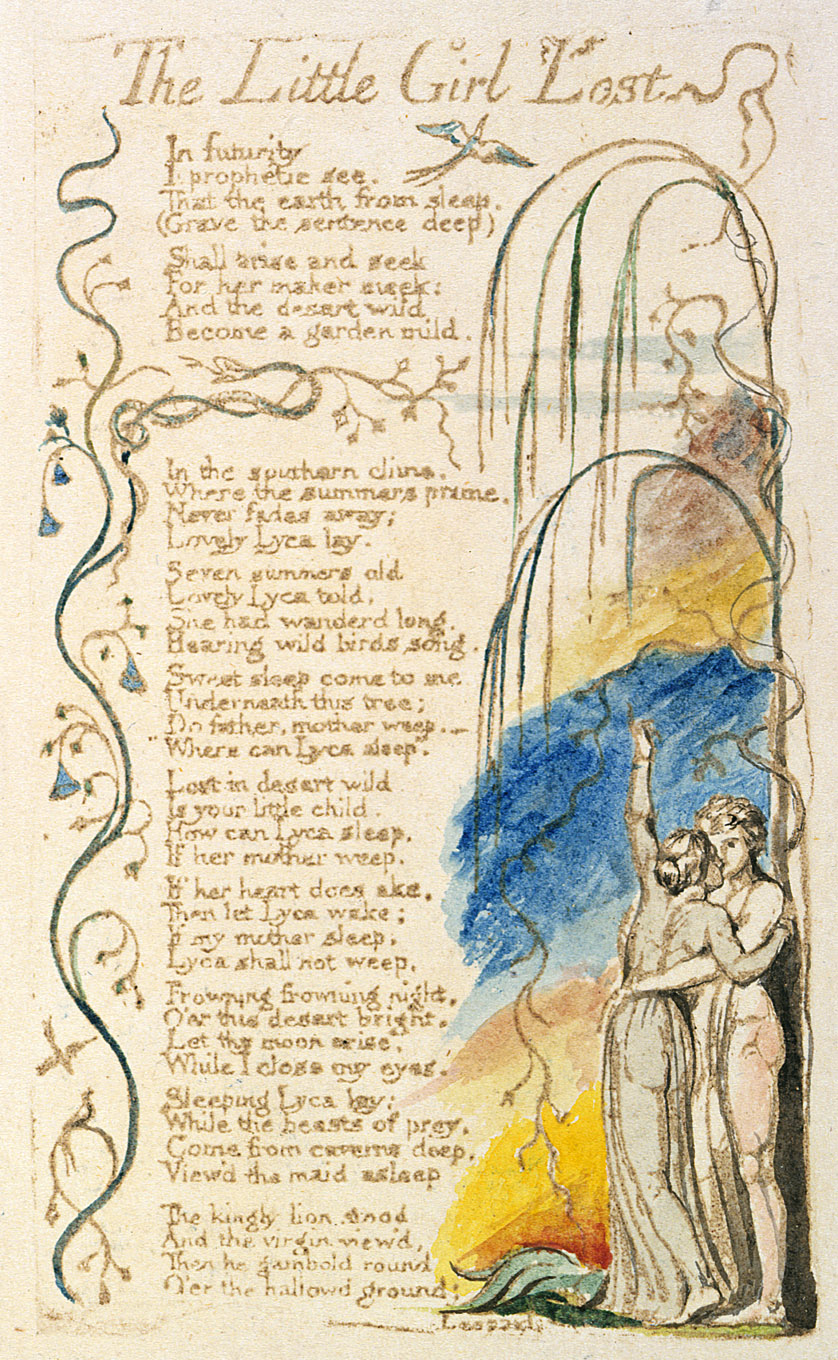 The Little Girl Lost
In futurity
I prophetic see.
That the earth from sleep,
(Grave the sentence deep)
Shall arise and seek
For her maker meek:
And the desart wild
Become a garden mild.
In the southern clime,
Where the summers prime,
Never fades away;
Lovely Lyca lay.
Seven summers old
Lovely Lyca told,
She had wanderd long,
Hearing wild birds song.
Sweet sleep come to me
Underneath this tree;
Do father, mother weep.—
"Where can Lyca sleep".
Lost in desart wild
Is your little child.
How can Lyca sleep,
If her mother weep.
If her heart does ake,
Then let Lyca wake;
If my mother sleep,
Lyca shall not weep.
Frowning frowning night,
O'er this desart bright,
Let thy moon arise,
While I close my eyes.
Sleeping Lyca lay;
While the beasts of prey,
Come from caverns deep,
View'd the maid asleep
The kingly lion stood
And the virgin view'd,
Then he gambold round
O'er the hallowd ground:
Leopards